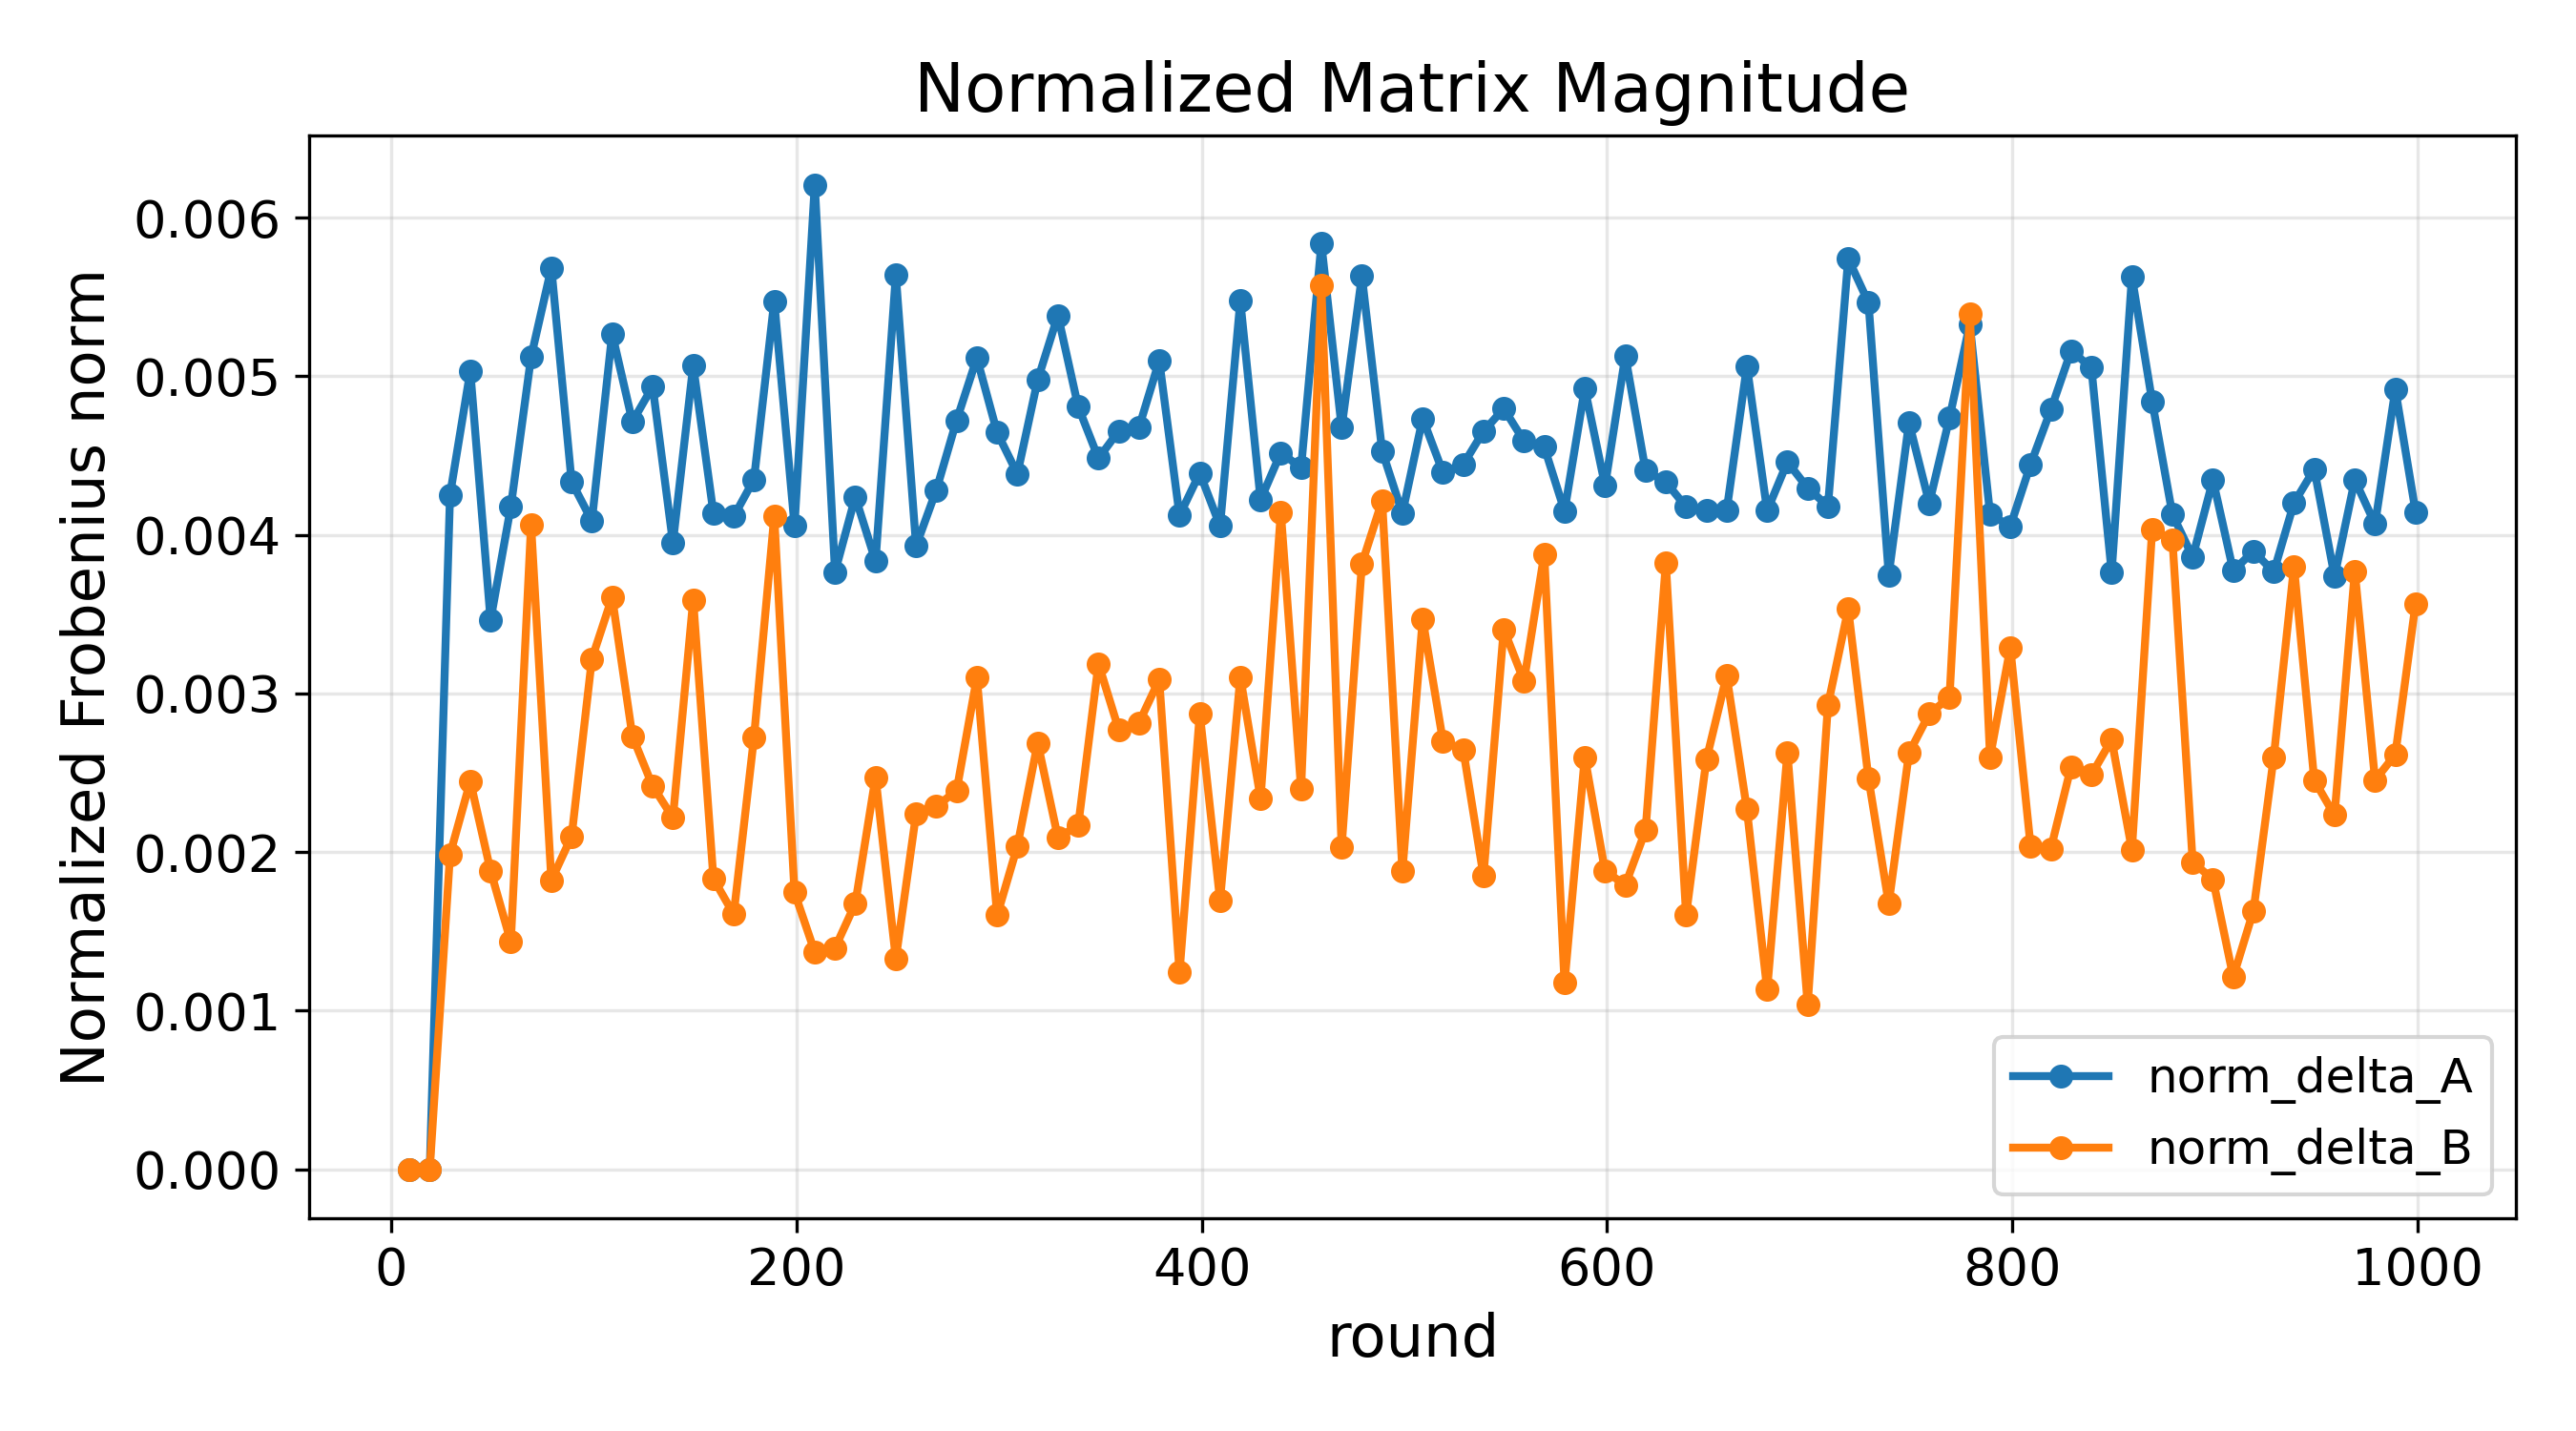 Normalized Matrix Magnitude
Normalized Frobenius norm
0.006
0.005
0.004
0.003
0.002
0.001
0.000
0 200 400 600 800 1000
round
norm_delta_A
norm_delta_B